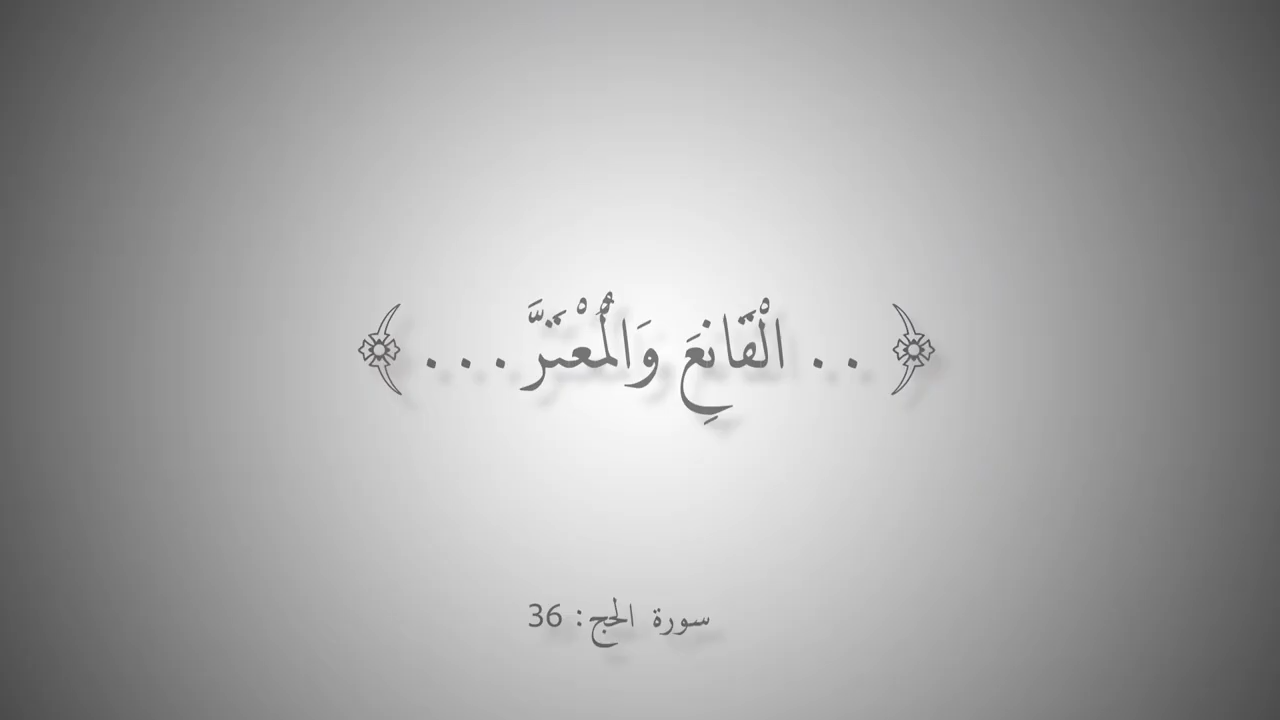 ﴿ . . الْقَانِعَ وَالْمُعْتَرَّ . . . ﴾
سورة الحج: 36